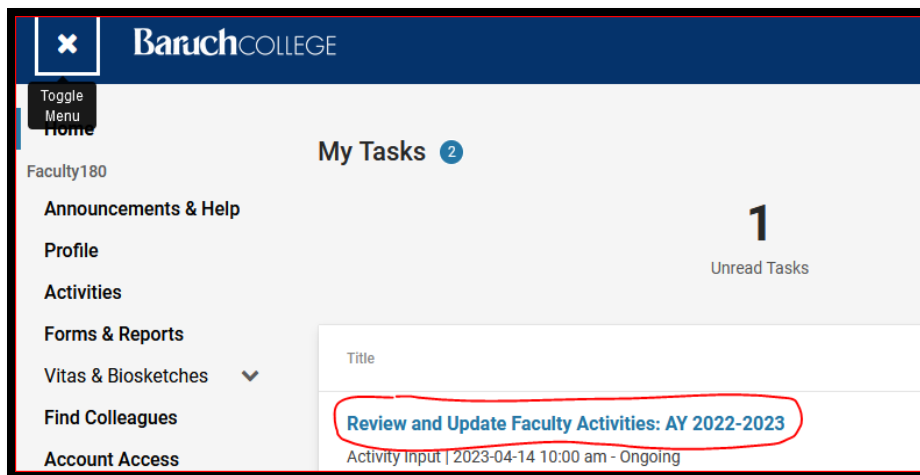 BaruchCOLLEGE
Toggle
Menu
Home
Faculty180
Announcements & Help
Profile
Activities
Forms & Reports
Vitas & Biosketches
Find Colleagues
Account Access
My Tasks 2
1
Unread Tasks
Title
Review and Update Faculty Activities: AY 2022-2023
Activity Input | 2023-04-14 10:00 am - Ongoing